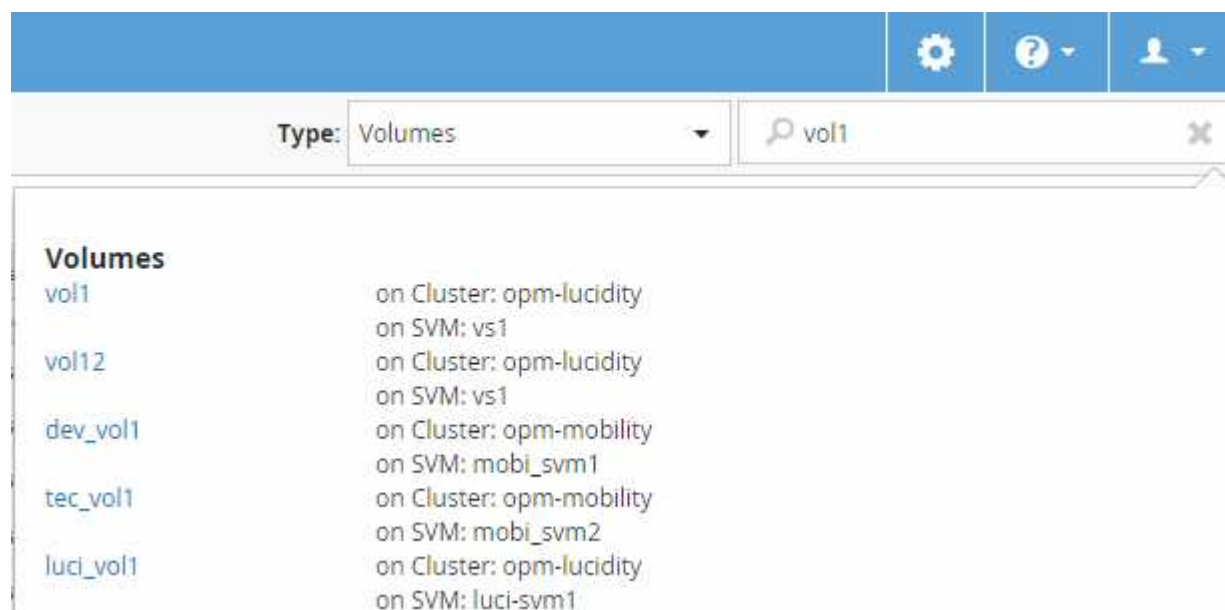 Type: Volumes vol1
Volumes
vol1 on Cluster: opm-lucidity
on SVM: vs1
vol12 on Cluster: opm-lucidity
on SVM: vs1
dev_vol1 on Cluster: opm-mobility
on SVM: mobi_svm1
tec_vol1 on Cluster: opm-mobility
on SVM: mobi_svm2
luci_vol1 on Cluster: opm-lucidity
on SVM: luci-svm1